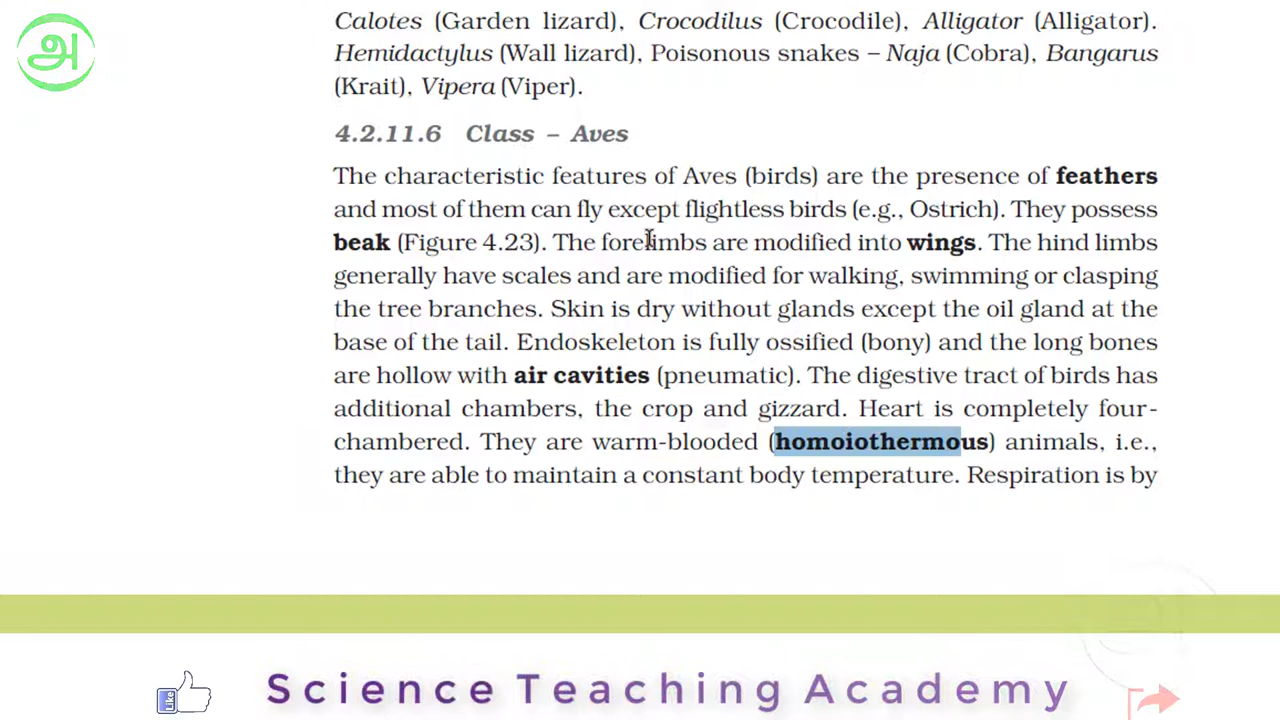 அ
Calotes (Garden lizard), Crocodilus (Crocodile), Alligator (Alligator).
Hemidactylus (Wall lizard), Poisonous snakes – Naja (Cobra), Bangarus
(Krait), Vipera (Viper).
4.2.11.6 Class – Aves
The characteristic features of Aves (birds) are the presence of feathers
and most of them can fly except flightless birds (e.g., Ostrich). They possess
beak (Figure 4.23). The forelimbs are modified into wings. The hind limbs
generally have scales and are modified for walking, swimming or clasping
the tree branches. Skin is dry without glands except the oil gland at the
base of the tail. Endoskeleton is fully ossified (bony) and the long bones
are hollow with air cavities (pneumatic). The digestive tract of birds has
additional chambers, the crop and gizzard. Heart is completely four-
chambered. They are warm-blooded (homoiothermous) animals, i.e.,
they are able to maintain a constant body temperature. Respiration is by
Science Teaching Academy